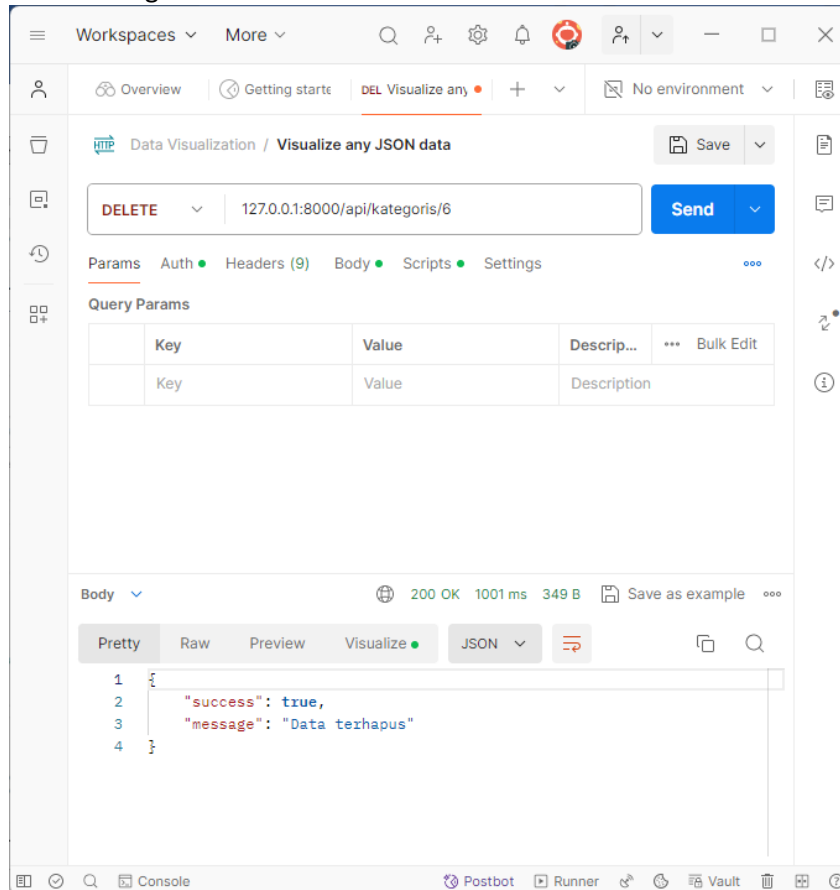 Workspaces More
Overview Getting starte DEL Visualize any No environment
HTTP Data Visualization / Visualize any JSON data Save
DELETE 127.0.0.1:8000/api/kategoris/6 Send
Params Auth Headers (9) Body Scripts Settings
Query Params
Key Value Descrip... Bulk Edit
Key Value Description
Body 200 OK 1001 ms 349 B Save as example
Pretty Raw Preview Visualize JSON
1 {
2 "success": true,
3 "message": "Data terhapus"
4 }
Console Postbot Runner Vault